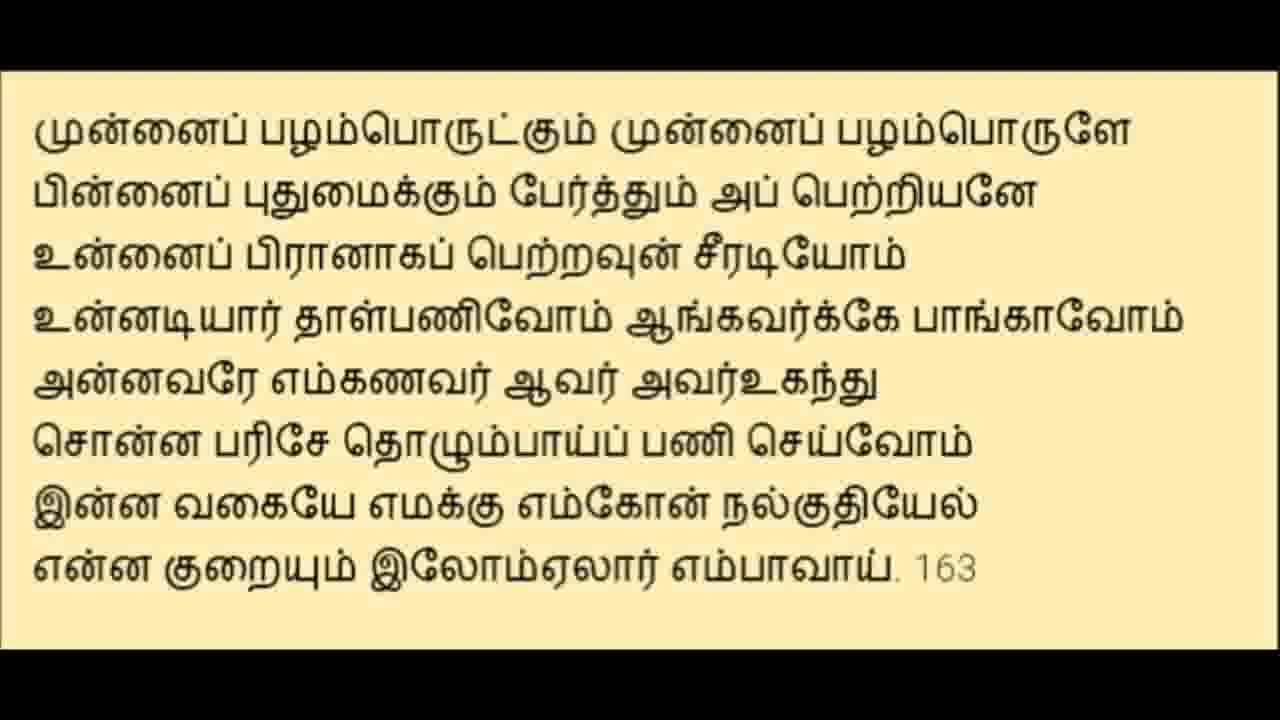 முன்னைப் பழம்பொருட்கும் முன்னைப் பழம்பொருளே
பின்னைப் புதுமைக்கும் பேர்த்தும் அப் பெற்றியனே
உன்னைப் பிரானாகப் பெற்றவுன் சீரடியோம்
உன்னடியார் தாள்பணிவோம் ஆங்கவர்க்கே பாங்காவோம்
அன்னவரே எம்கணவர் ஆவர் அவர்உகந்து
சொன்ன பரிசே தொழும்பாய்ப் பணி செய்வோம்
இன்ன வகையே எமக்கு எம்கோன் நல்குதியேல்
என்ன குறையும் இலோம்ஏலார் எம்பாவாய். 163